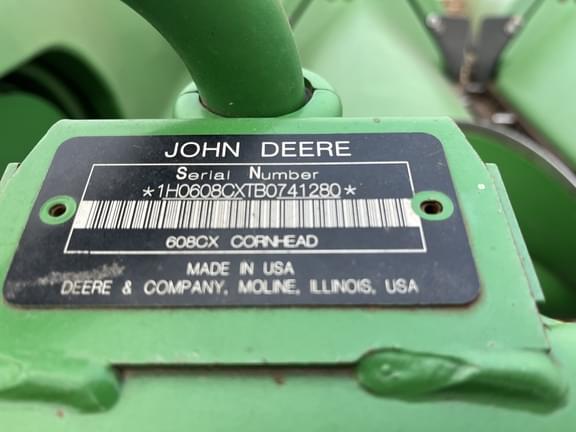 JOHN DEERE
Serial Number
*1H0608CXTB0741280*
608CX CORNHEAD
MADE IN USA
DEERE & COMPANY, MOLINE, ILLINOIS, USA